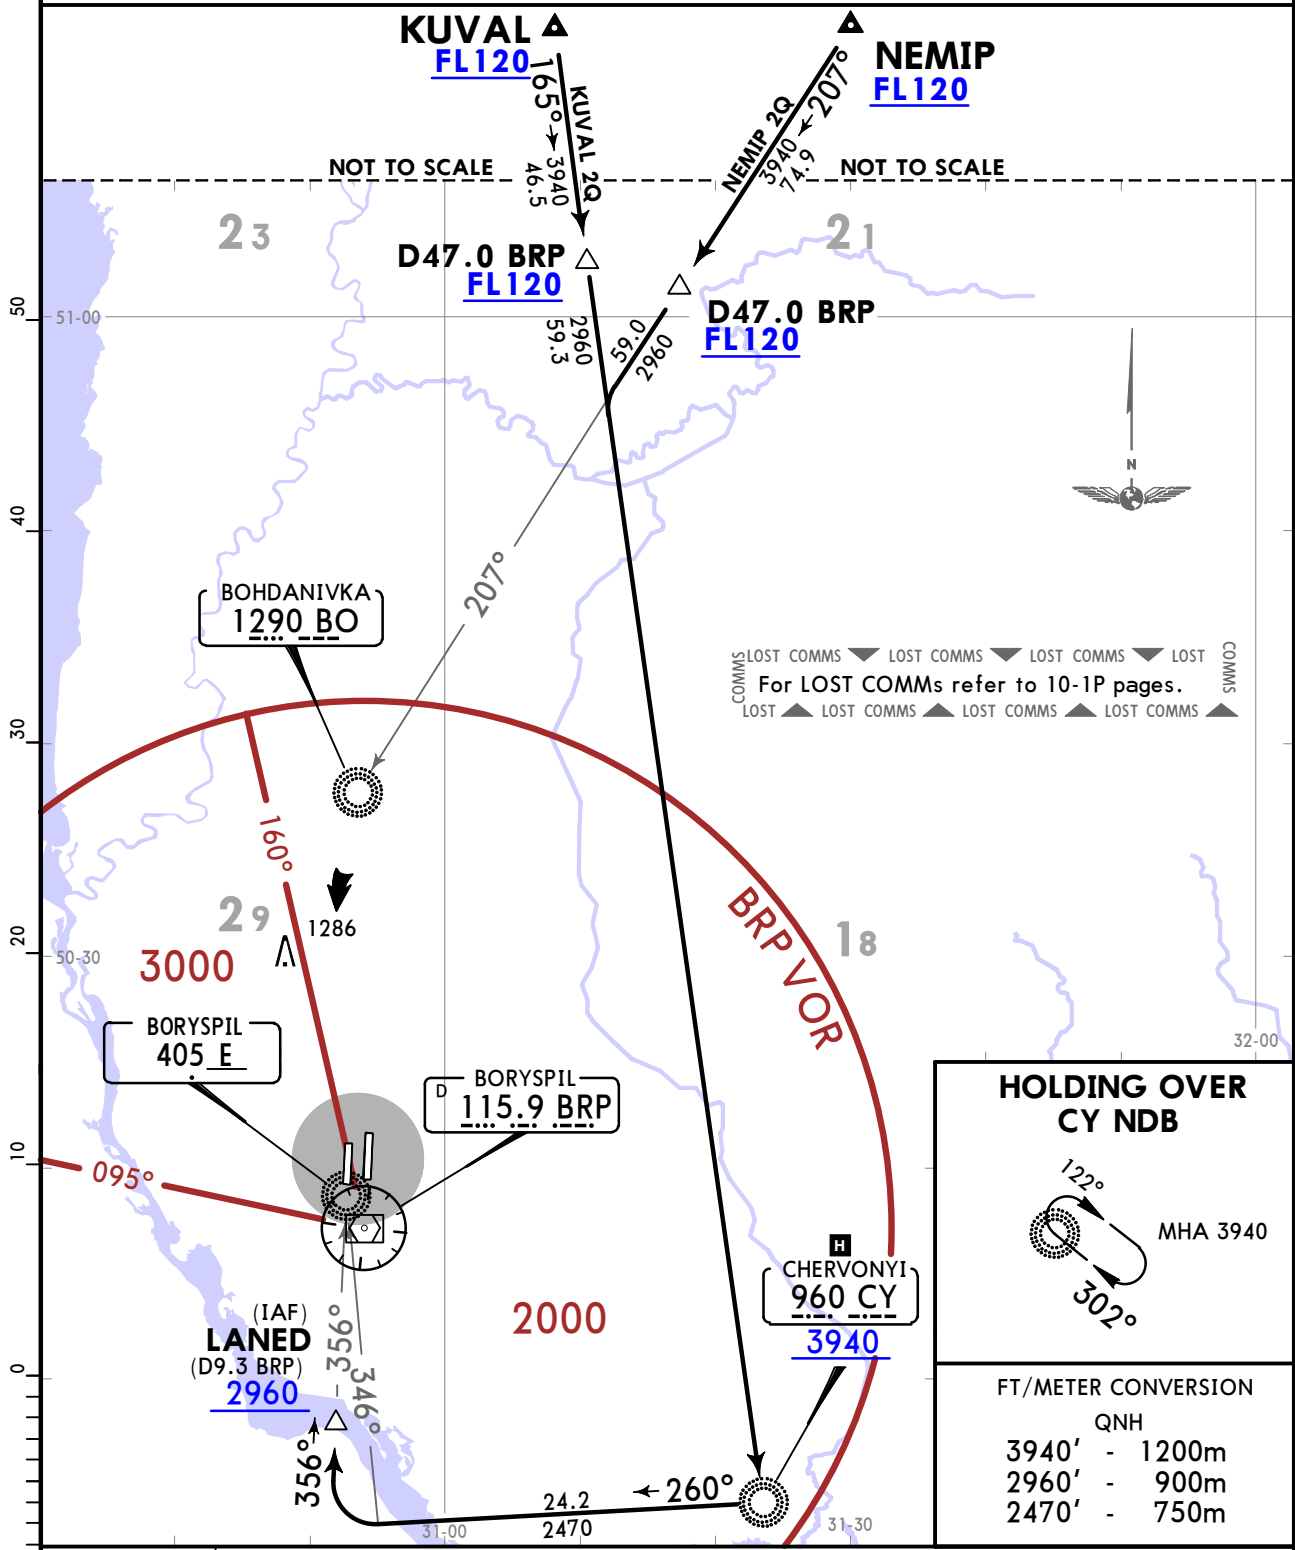 KUVAL
FL120
NEMIP
FL120
165°
KUVAL 2Q
3940
46.5
207°
NEMIP 2Q
3940
74.9
NOT TO SCALE
NOT TO SCALE
23
21
D47.0 BRP
FL120
D47.0 BRP
FL120
50
51-00
2960
59.3
59.0
2960
N
40
207°
BOHDANIVKA
1290 BO
COMMS
LOST COMMS LOST COMMS LOST COMMS LOST
COMMS
For LOST COMMs refer to 10-1P pages.
LOST LOST COMMS LOST COMMS LOST COMMS
30
160°
29
1286
BRP VOR
18
20
50-30
3000
BORYSPIL
405 E
32-00
D
BORYSPIL
115.9 BRP
10
095°
HOLDING OVER
CY NDB
122°
MHA 3940
302°
H
CHERVONYI
960 CY
3940
(IAF)
LANED
(D9.3 BRP)
2960
2000
356°
346°
0
356°
260°
24.2
2470
31-00
31-30
FT/METER CONVERSION
QNH
3940' - 1200m
2960' - 900m
2470' - 750m